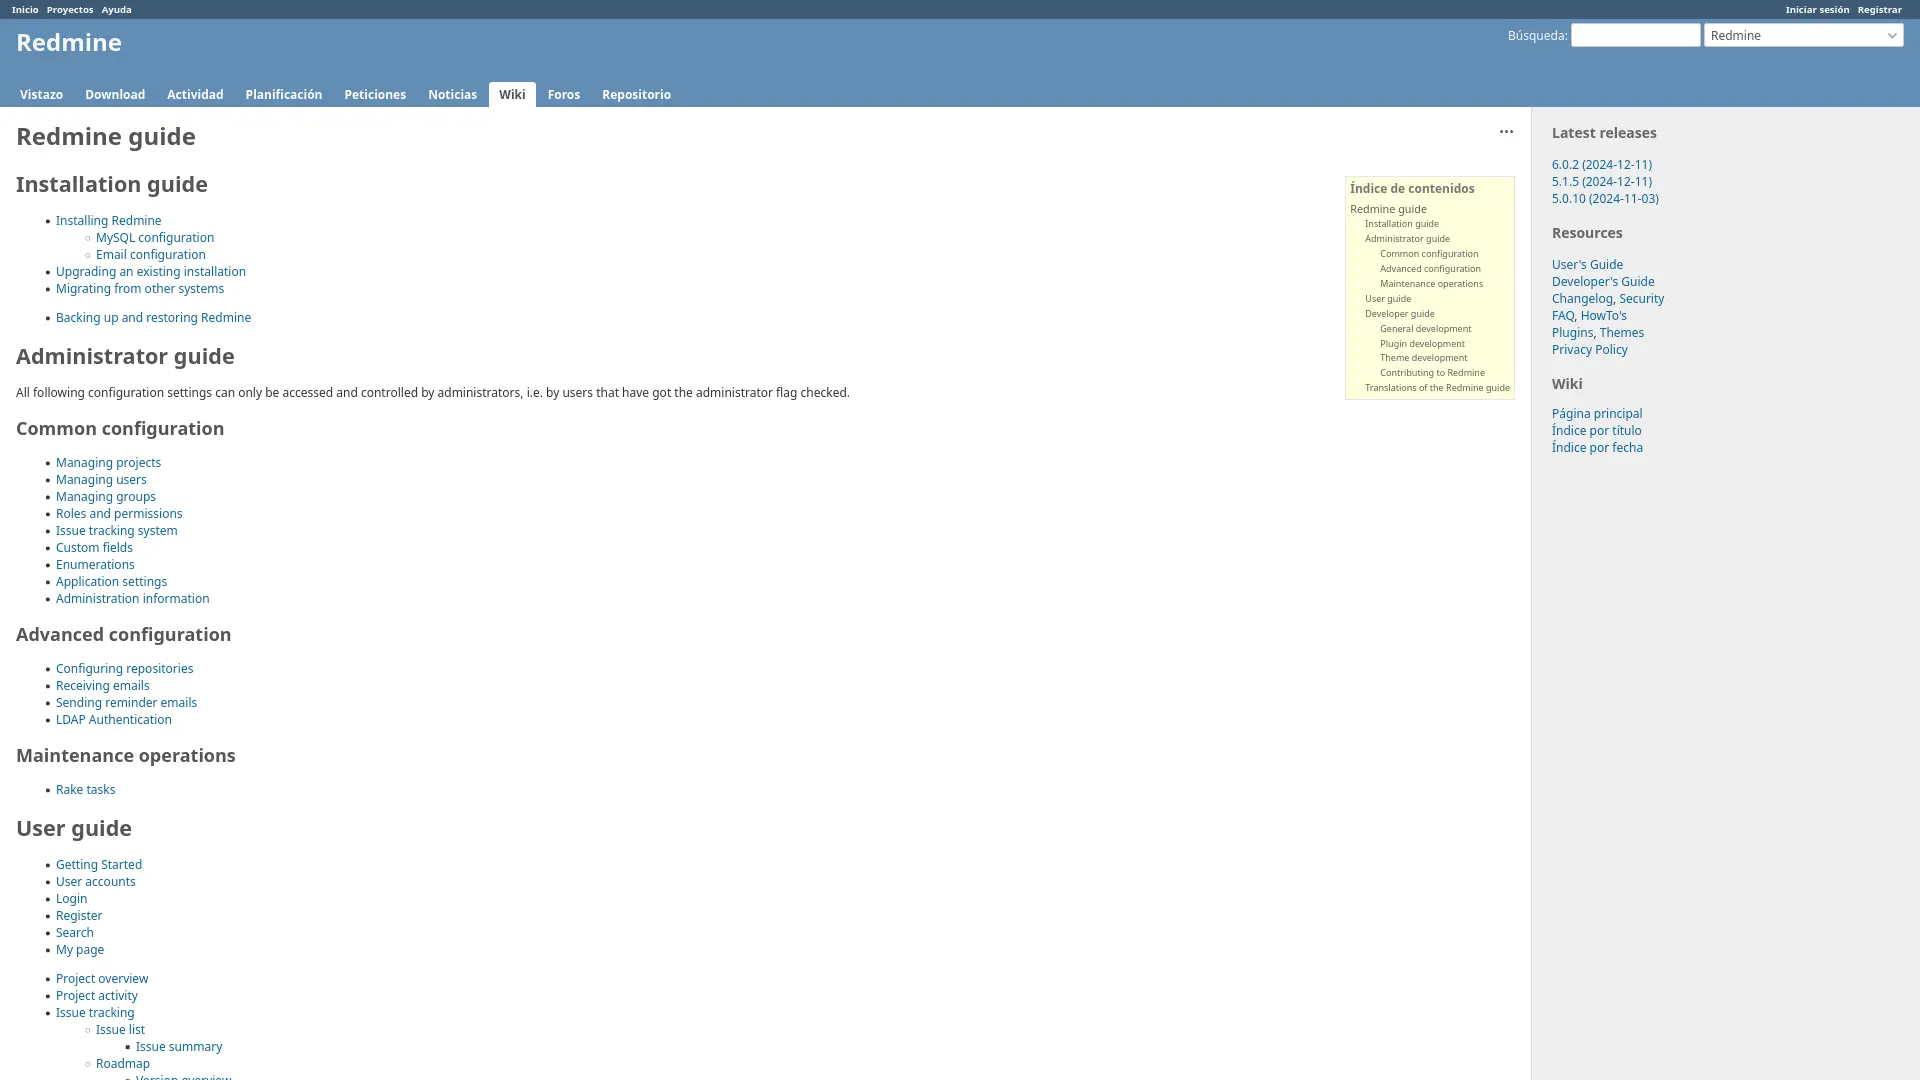 Inicio Proyectos Ayuda
Iniciar sesión Registrar
Redmine
Búsqueda: Redmine
Vistazo Download Actividad Planificación Peticiones Noticias Wiki Foros Repositorio
Redmine guide
Installation guide
Installing Redmine
MySQL configuration
Email configuration
Upgrading an existing installation
Migrating from other systems
Backing up and restoring Redmine
Administrator guide
All following configuration settings can only be accessed and controlled by administrators, i.e. by users that have got the administrator flag checked.
Common configuration
Managing projects
Managing users
Managing groups
Roles and permissions
Issue tracking system
Custom fields
Enumerations
Application settings
Administration information
Advanced configuration
Configuring repositories
Receiving emails
Sending reminder emails
LDAP Authentication
Maintenance operations
Rake tasks
User guide
Getting Started
User accounts
Login
Register
Search
My page
Project overview
Project activity
Issue tracking
Issue list
Issue summary
Roadmap
Version overview
Índice de contenidos
Redmine guide
Installation guide
Administrator guide
Common configuration
Advanced configuration
Maintenance operations
User guide
Developer guide
General development
Plugin development
Theme development
Contributing to Redmine
Translations of the Redmine guide
Latest releases
6.0.2 (2024-12-11)
5.1.5 (2024-12-11)
5.0.10 (2024-11-03)
Resources
User's Guide
Developer's Guide
Changelog, Security
FAQ, HowTo's
Plugins, Themes
Privacy Policy
Wiki
Página principal
Índice por título
Índice por fecha